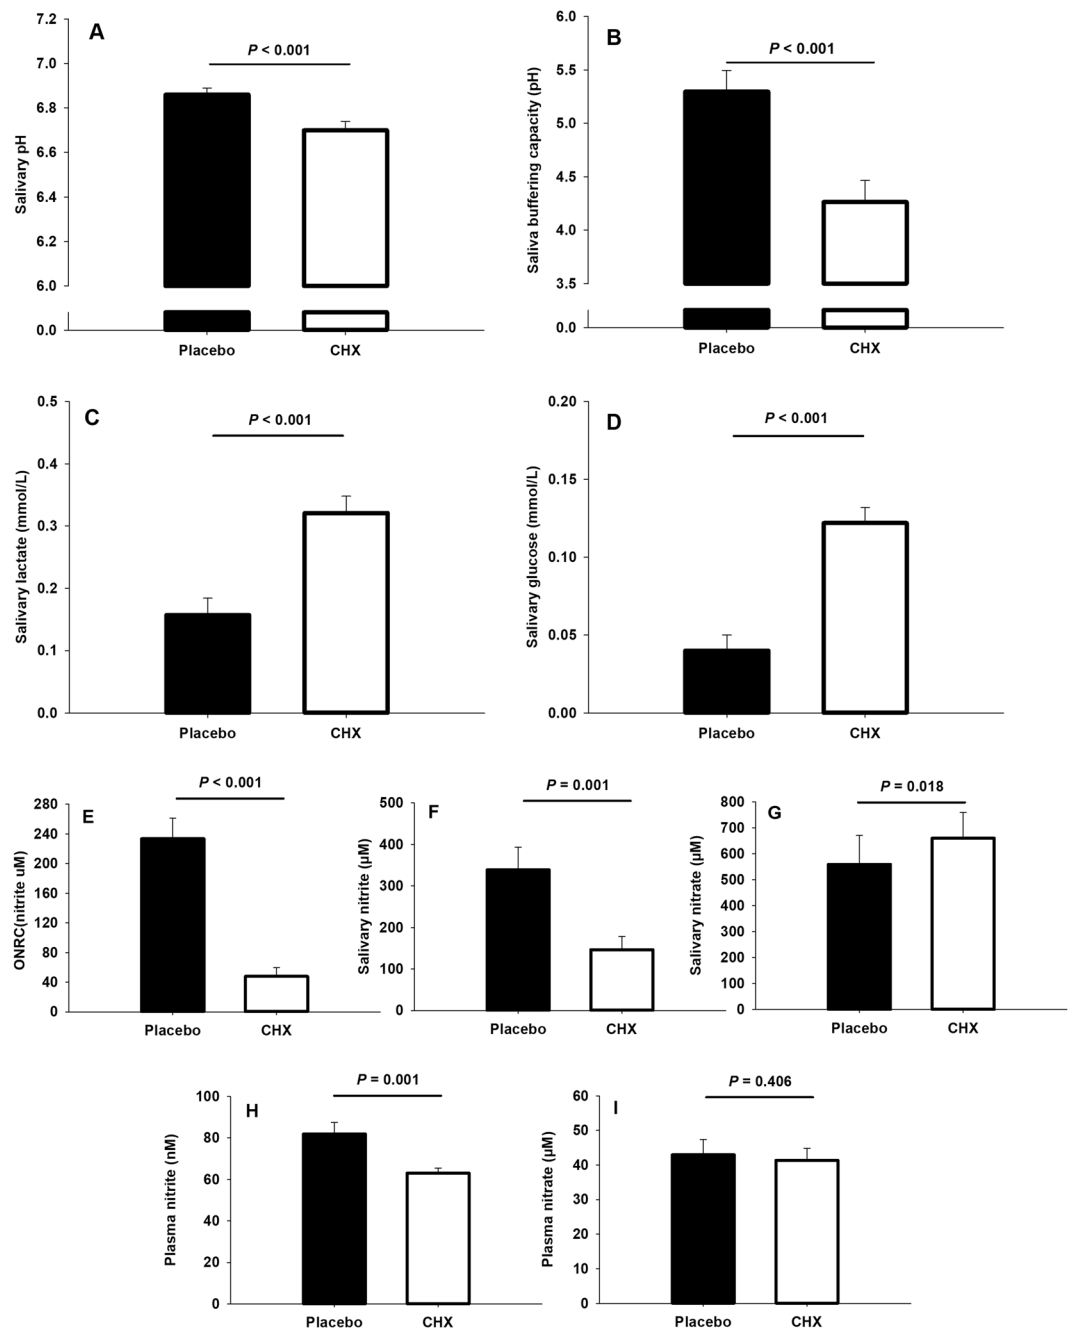 A
P < 0.001
Salivary pH
7.2
7.0
6.8
6.6
6.4
6.2
6.0
0.0
Placebo
CHX
B
P < 0.001
Saliva buffering capacity (pH)
6.0
5.5
5.0
4.5
4.0
3.5
0.0
Placebo
CHX
C
P < 0.001
Salivary lactate (mmol/L)
0.5
0.4
0.3
0.2
0.1
0.0
Placebo
CHX
D
P < 0.001
Salivary glucose (mmol/L)
0.20
0.15
0.10
0.05
0.00
Placebo
CHX
E
P < 0.001
ONRC(nitrite uM)
280
240
200
160
120
80
40
0
Placebo
CHX
F
P = 0.001
Salivary nitrite (µM)
500
400
300
200
100
0
Placebo
CHX
G
P = 0.018
Salivary nitrate (µM)
800
700
600
500
400
300
200
100
0
Placebo
CHX
H
P = 0.001
Plasma nitrite (nM)
100
80
60
40
20
0
Placebo
CHX
I
P = 0.406
Plasma nitrate (µM)
60
50
40
30
20
10
0
Placebo
CHX